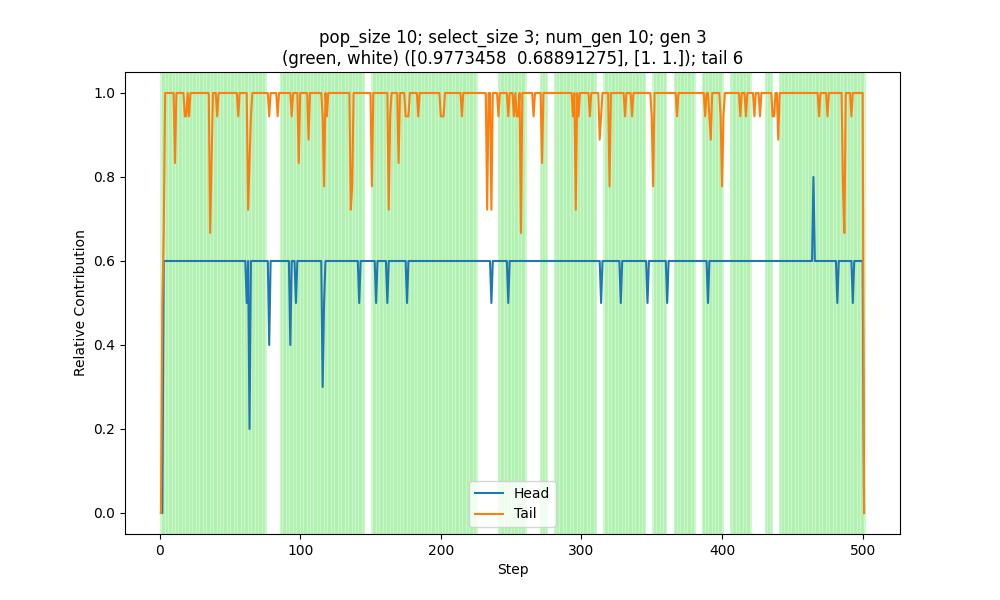 pop_size 10; select_size 3; num_gen 10; gen 3
(green, white) ([0.9773458  0.68891275], [1. 1.]); tail 6
1.0
0.8
0.6
0.4
0.2
0.0
Relative Contribution
Head
Tail
0 100 200 300 400 500
Step